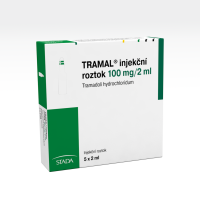 TRAMAL® injekční
roztok 100 mg/2 ml
Tramadoli hydrochloridum
Injekční roztok
5 x 2 ml
STADA